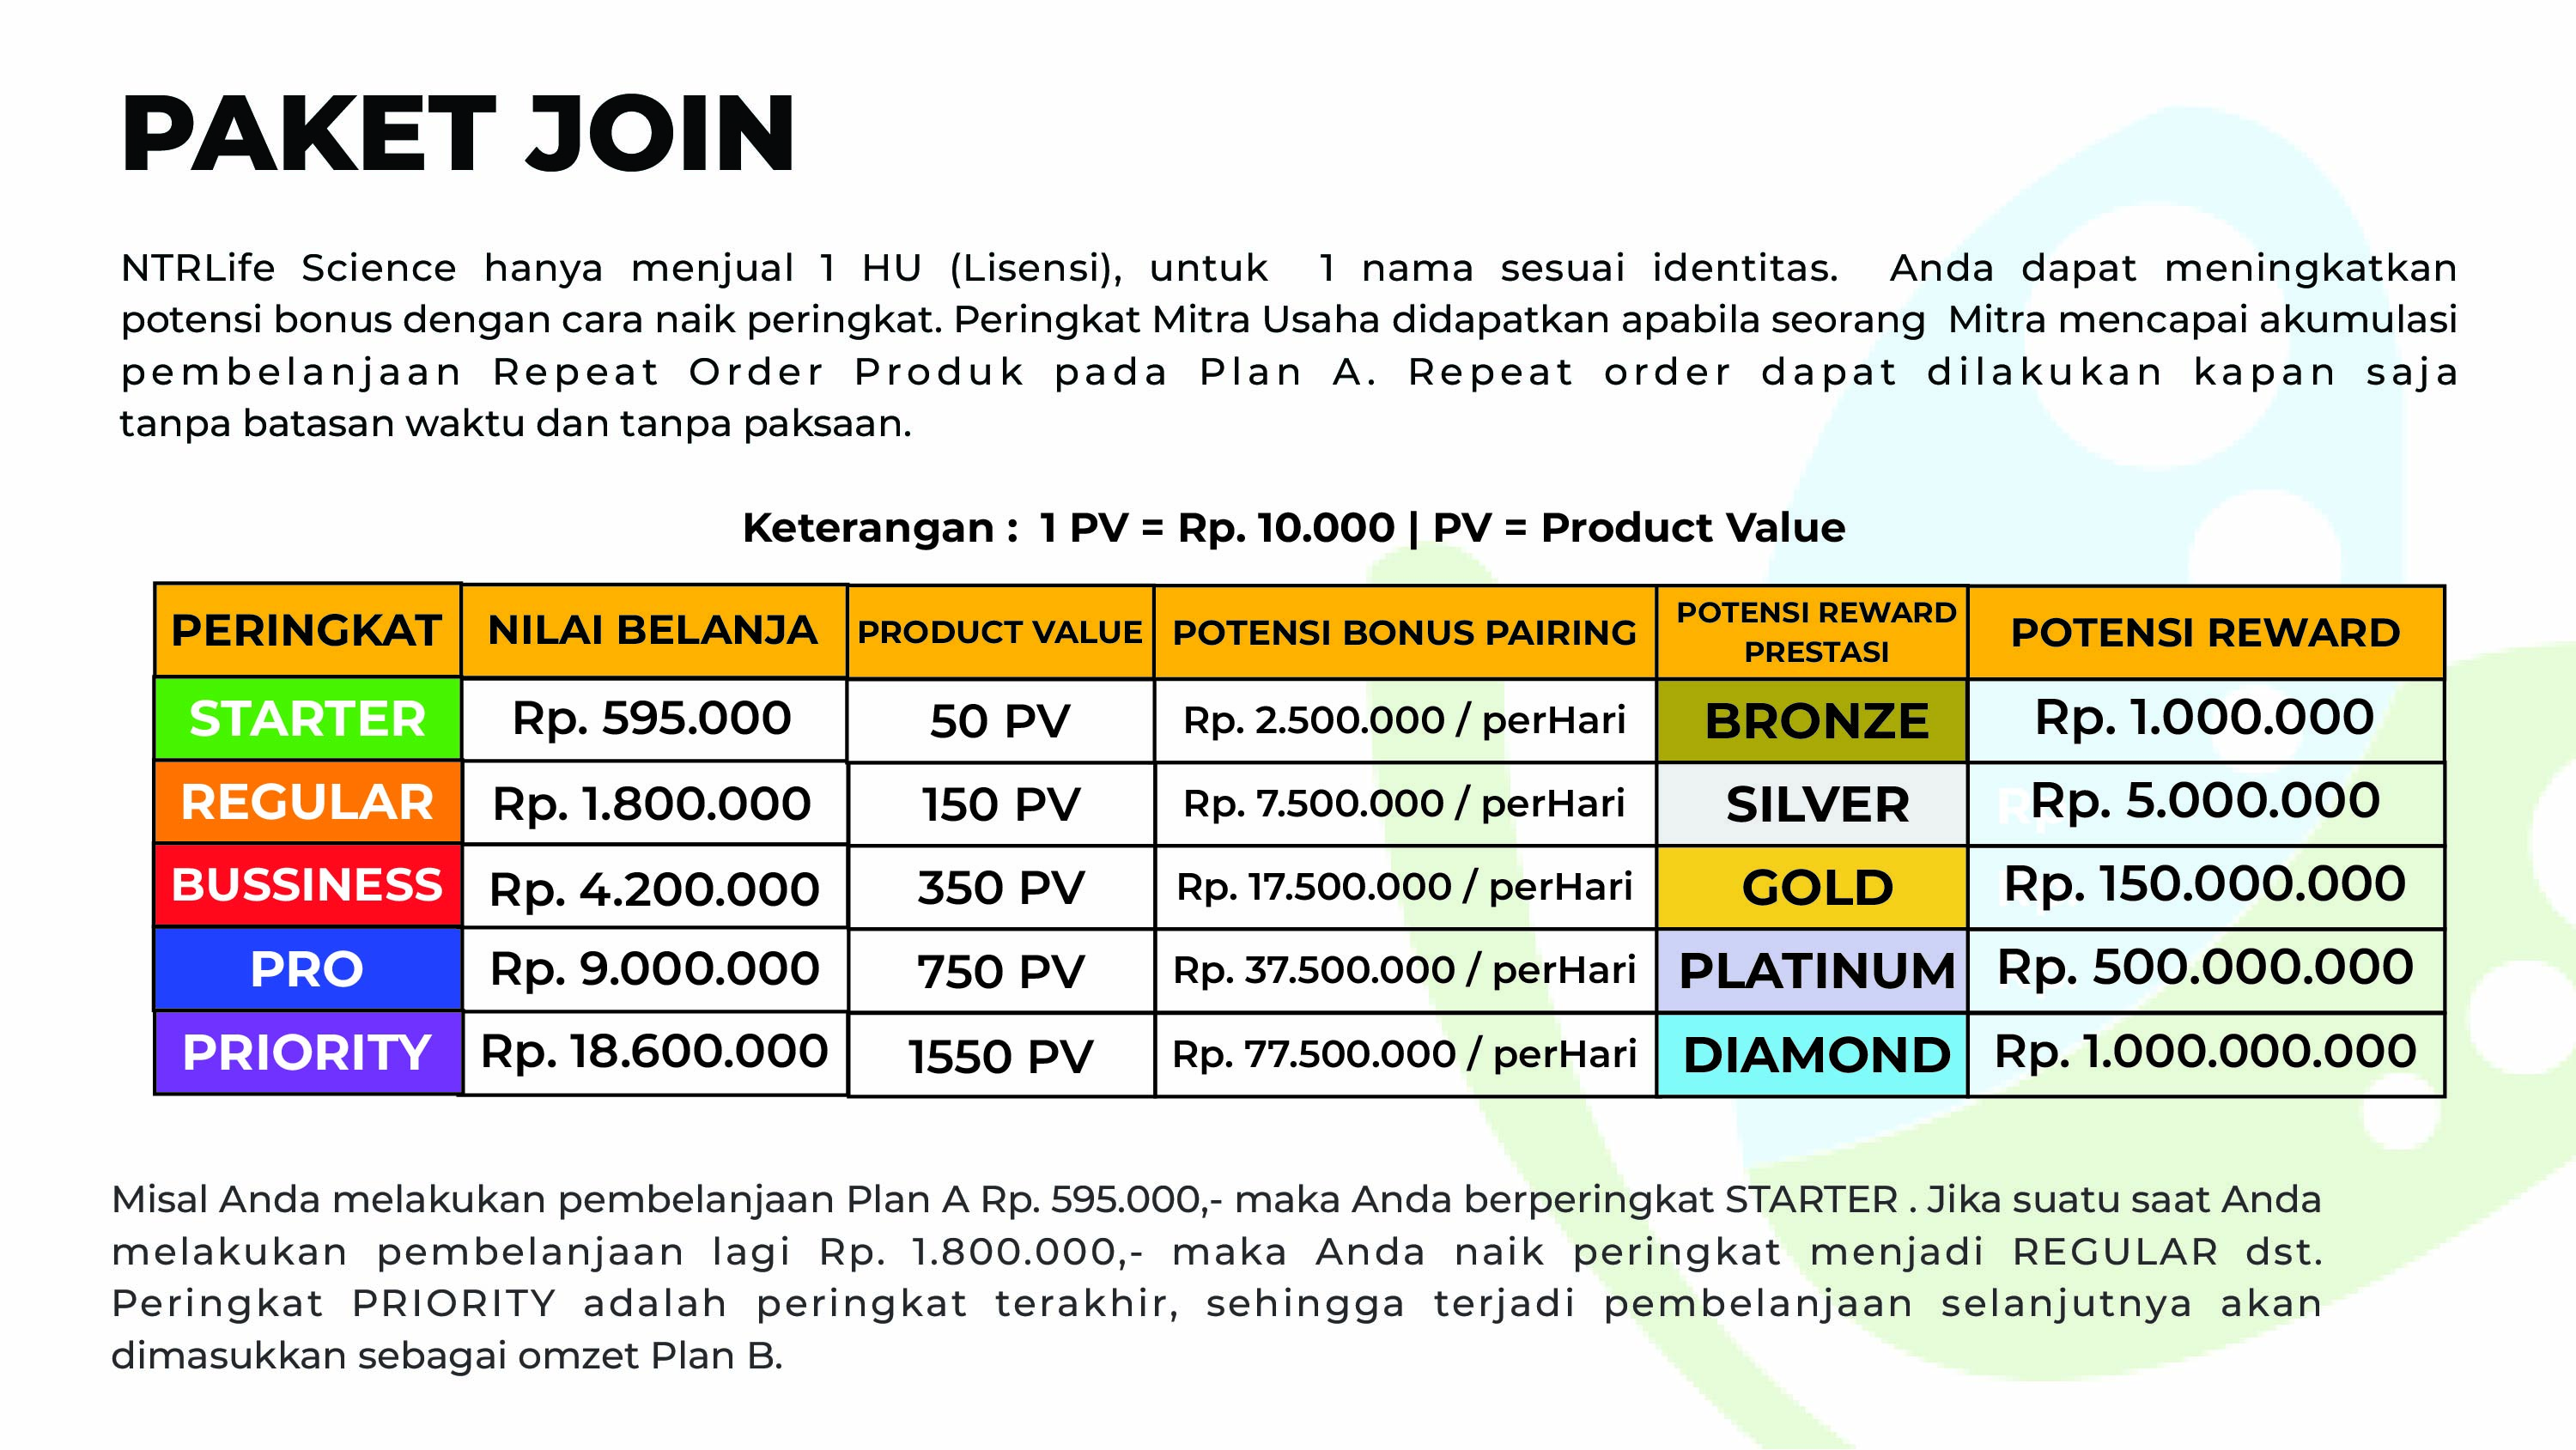 PAKET JOIN
NTRLife Science hanya menjual 1 HU (Lisensi), untuk 1 nama sesuai identitas. Anda dapat meningkatkan
potensi bonus dengan cara naik peringkat. Peringkat Mitra Usaha didapatkan apabila seorang Mitra mencapai akumulasi
pembelanjaan Repeat Order Produk pada Plan A. Repeat order dapat dilakukan kapan saja
tanpa batasan waktu dan tanpa paksaan.
Keterangan : 1 PV = Rp. 10.000 | PV = Product Value
PERINGKAT NILAI BELANJA PRODUCT VALUE POTENSI BONUS PAIRING POTENSI REWARD PRESTASI POTENSI REWARD
STARTER Rp. 595.000 50 PV Rp. 2.500.000 / perHari BRONZE Rp. 1.000.000
REGULAR Rp. 1.800.000 150 PV Rp. 7.500.000 / perHari SILVER Rp. 5.000.000
BUSSINESS Rp. 4.200.000 350 PV Rp. 17.500.000 / perHari GOLD Rp. 150.000.000
PRO Rp. 9.000.000 750 PV Rp. 37.500.000 / perHari PLATINUM Rp. 500.000.000
PRIORITY Rp. 18.600.000 1550 PV Rp. 77.500.000 / perHari DIAMOND Rp. 1.000.000.000
Misal Anda melakukan pembelanjaan Plan A Rp. 595.000,- maka Anda berperingkat STARTER . Jika suatu saat Anda
melakukan pembelanjaan lagi Rp. 1.800.000,- maka Anda naik peringkat menjadi REGULAR dst.
Peringkat PRIORITY adalah peringkat terakhir, sehingga terjadi pembelanjaan selanjutnya akan
dimasukkan sebagai omzet Plan B.